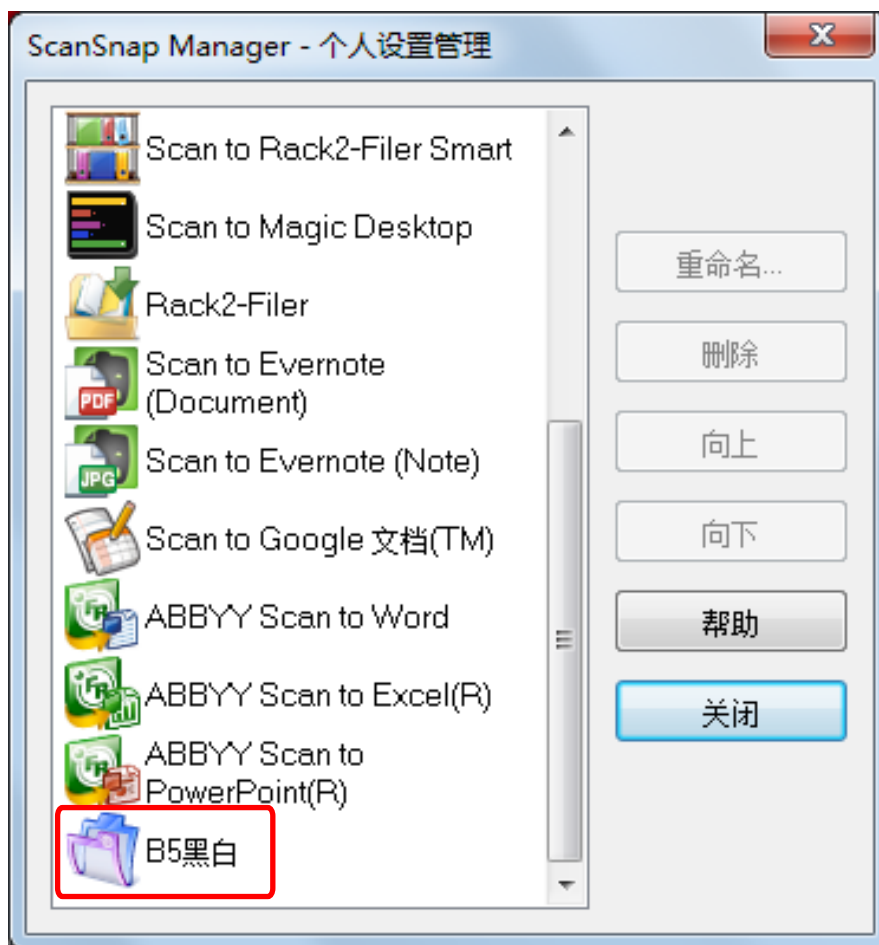 ScanSnap Manager - 个人设置管理
Scan to Rack2-Filer Smart
Scan to Magic Desktop
Rack2-Filer
Scan to Evernote
(Document)
PDF
Scan to Evernote (Note)
JPG
Scan to Google 文档(TM)
ABBYY Scan to Word
ABBYY Scan to Excel(R)
ABBYY Scan to
PowerPoint(R)
B5黑白
重命名...
删除
向上
向下
帮助
关闭